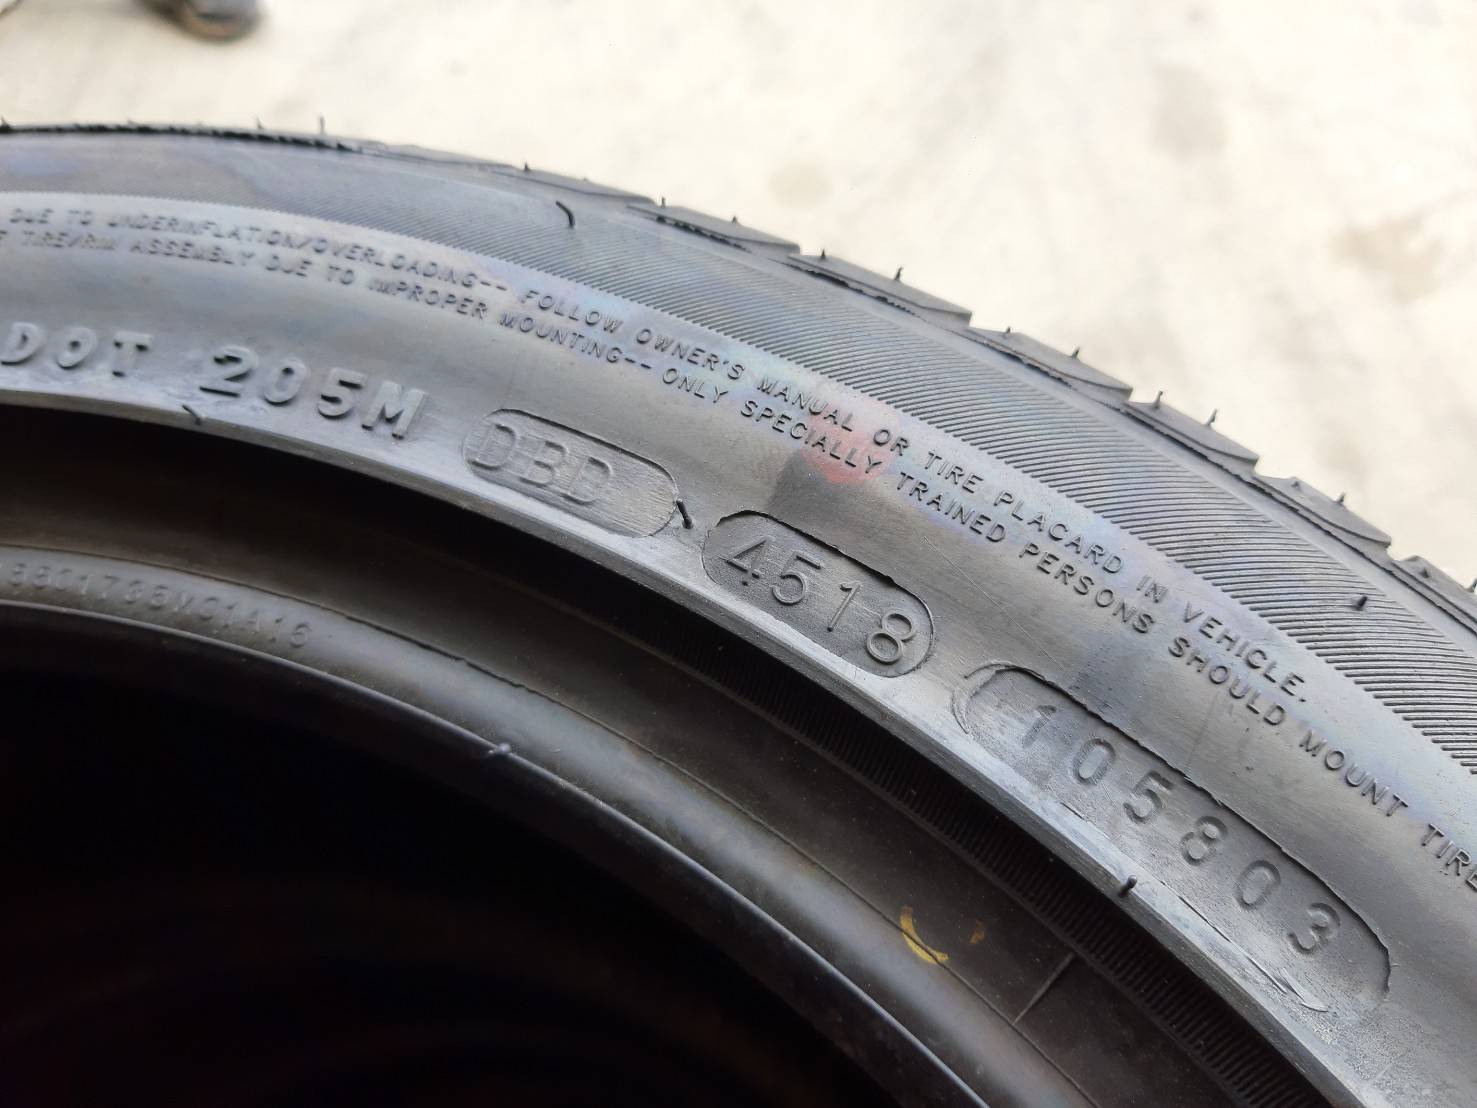 DUE TO UNDERINFLATION/OVERLOADING-- FOLLOW OWNER'S MANUAL OR TIRE PLACARD IN VEHICLE.
TIRE/RIM ASSEMBLY DUE TO IMPROPER MOUNTING-- ONLY SPECIALLY TRAINED PERSONS SHOULD MOUNT TIRE
DOT 205M DBD 4518 105803